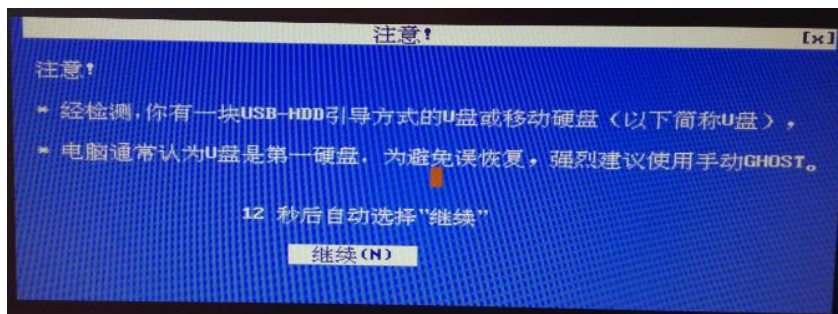 注意! [x]
注意!
* 经检测,你有一块USB-HDD引导方式的U盘或移动硬盘(以下简称U盘),
* 电脑通常认为U盘是第一硬盘. 为避免误恢复,强烈建议使用手动GHOST。
12 秒后自动选择"继续"
继续(N)